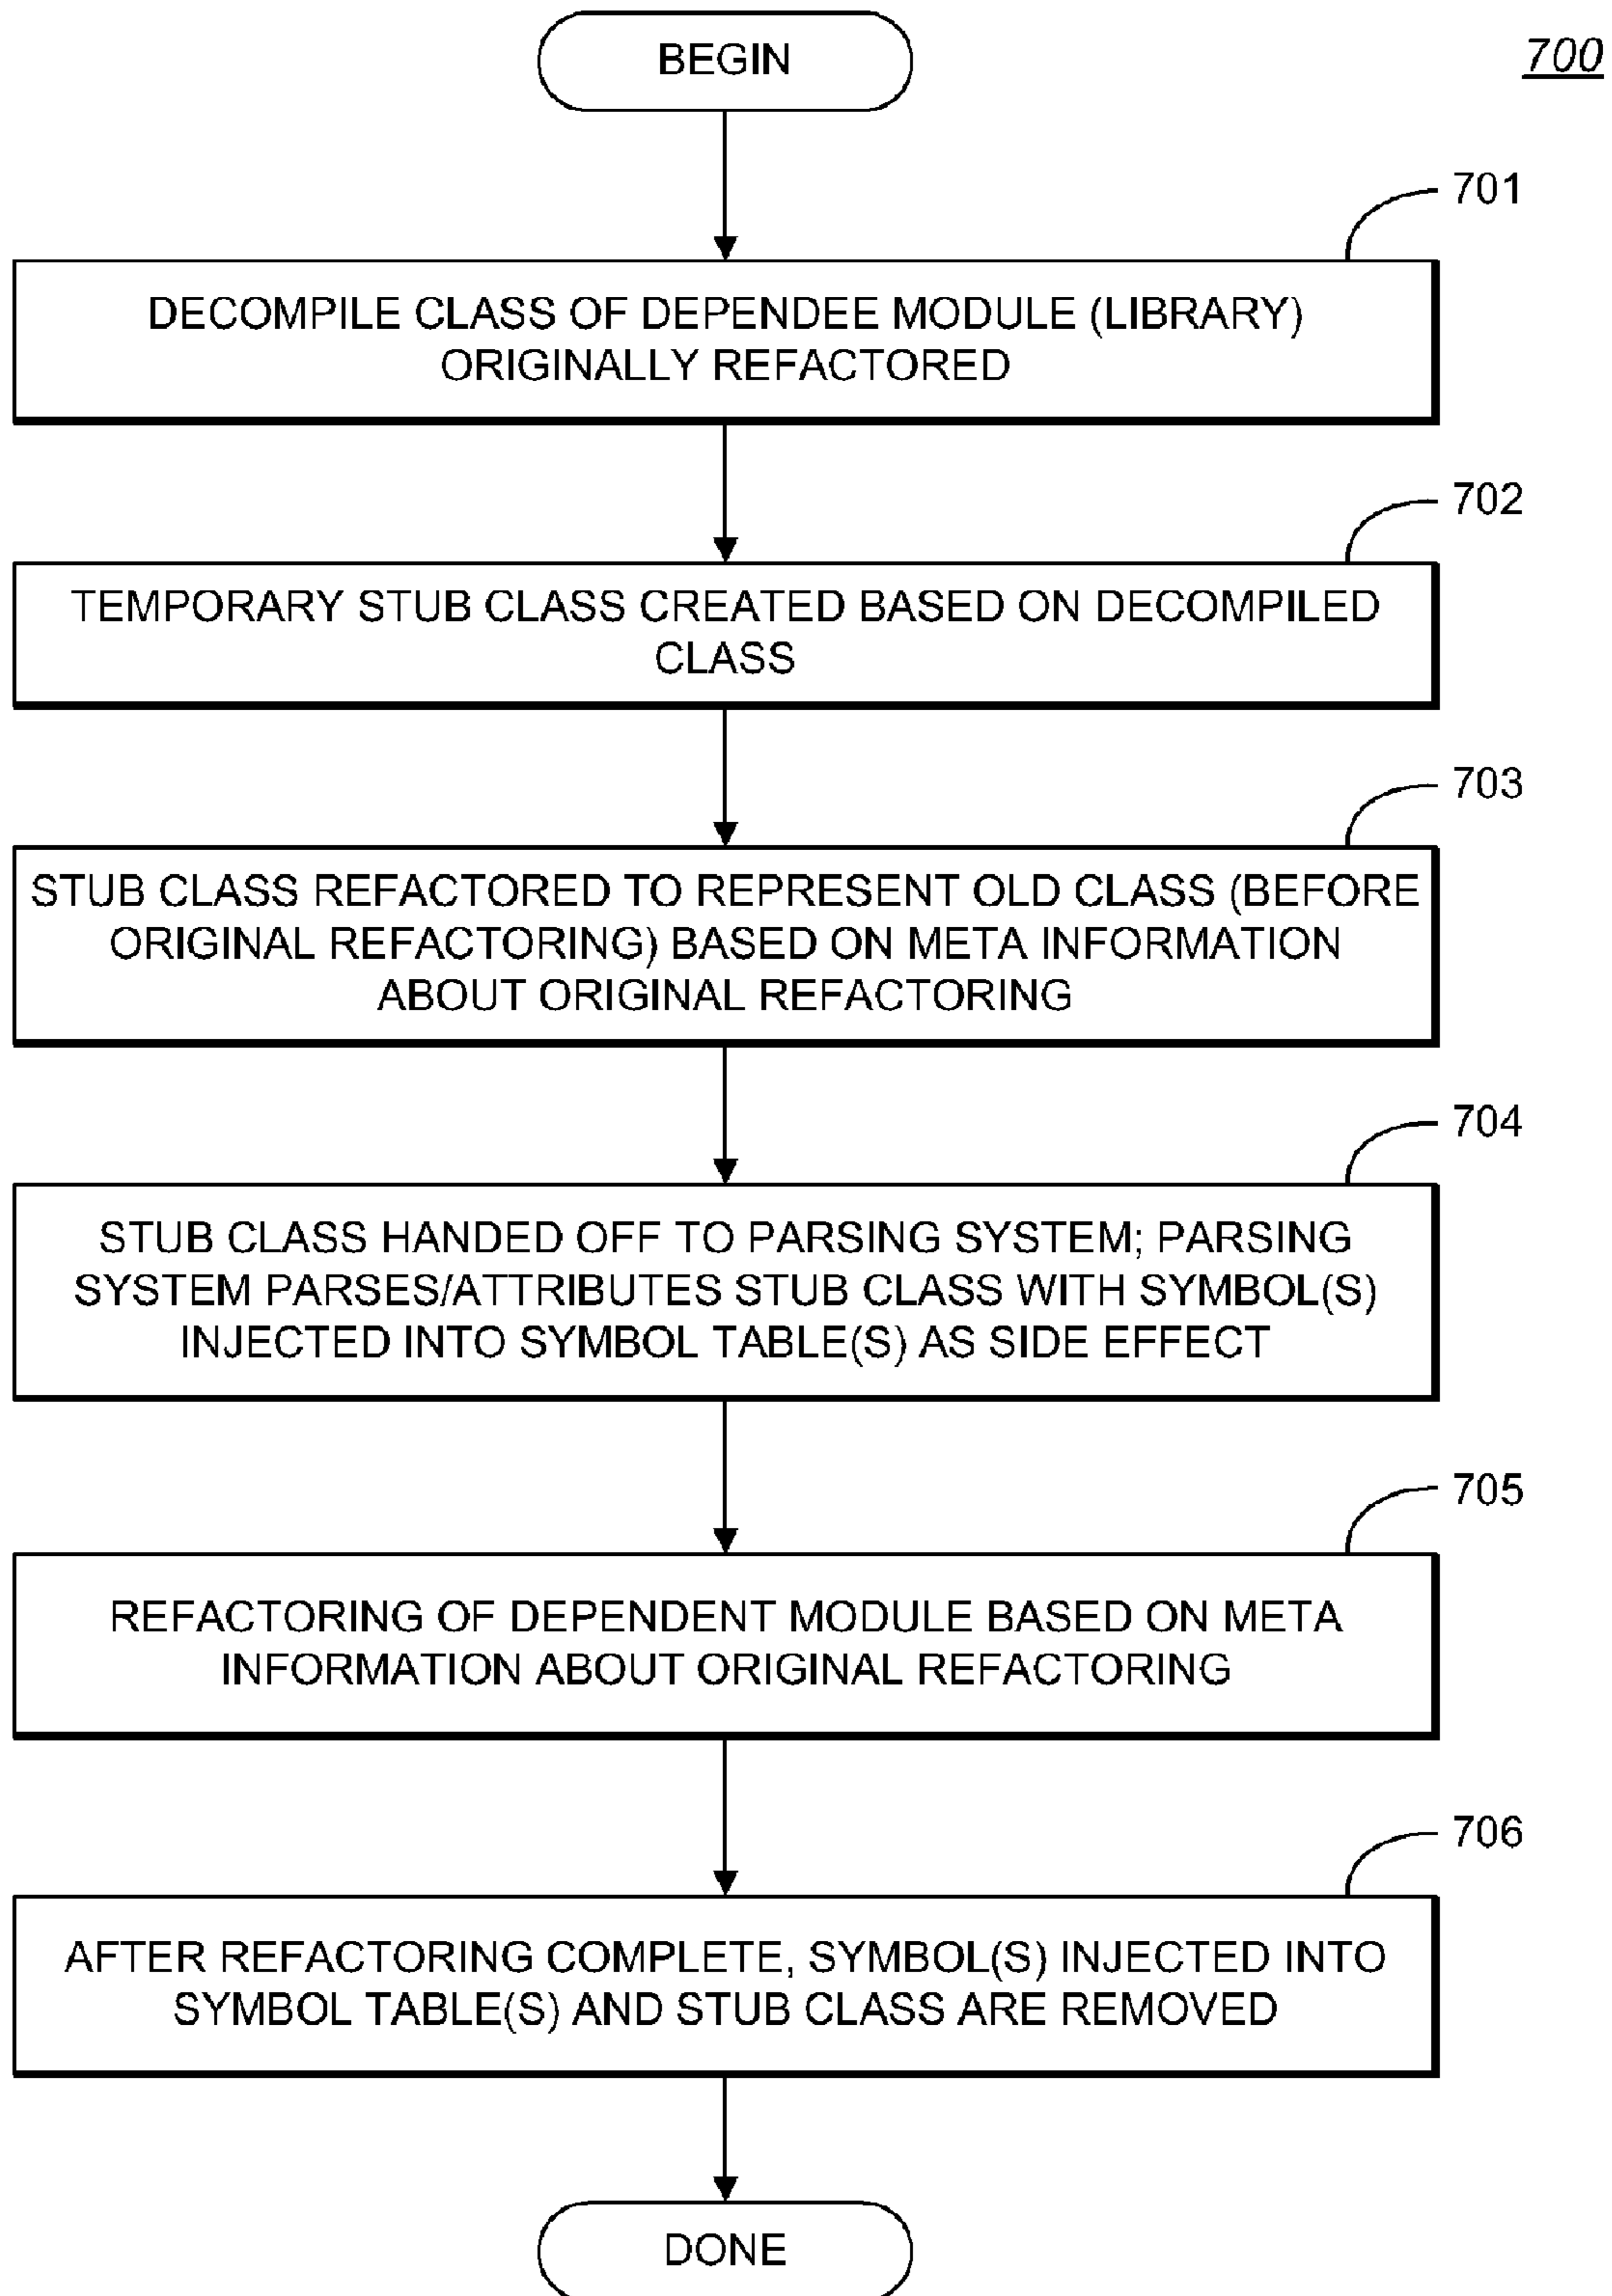 BEGIN
700
701
DECOMPILE CLASS OF DEPENDEE MODULE (LIBRARY)
ORIGINALLY REFACTORED
702
TEMPORARY STUB CLASS CREATED BASED ON DECOMPILED
CLASS
703
STUB CLASS REFACTORED TO REPRESENT OLD CLASS (BEFORE
ORIGINAL REFACTORING) BASED ON META INFORMATION
ABOUT ORIGINAL REFACTORING
704
STUB CLASS HANDED OFF TO PARSING SYSTEM; PARSING
SYSTEM PARSES/ATTRIBUTES STUB CLASS WITH SYMBOL(S)
INJECTED INTO SYMBOL TABLE(S) AS SIDE EFFECT
705
REFACTORING OF DEPENDENT MODULE BASED ON META
INFORMATION ABOUT ORIGINAL REFACTORING
706
AFTER REFACTORING COMPLETE, SYMBOL(S) INJECTED INTO
SYMBOL TABLE(S) AND STUB CLASS ARE REMOVED
DONE